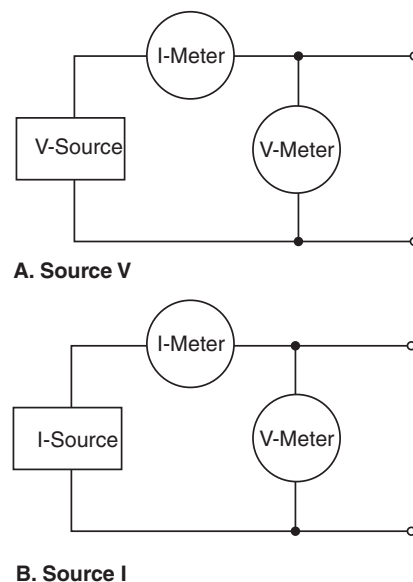 I-Meter
V-Source
V-Meter
A. Source V
I-Meter
I-Source
V-Meter
B. Source I